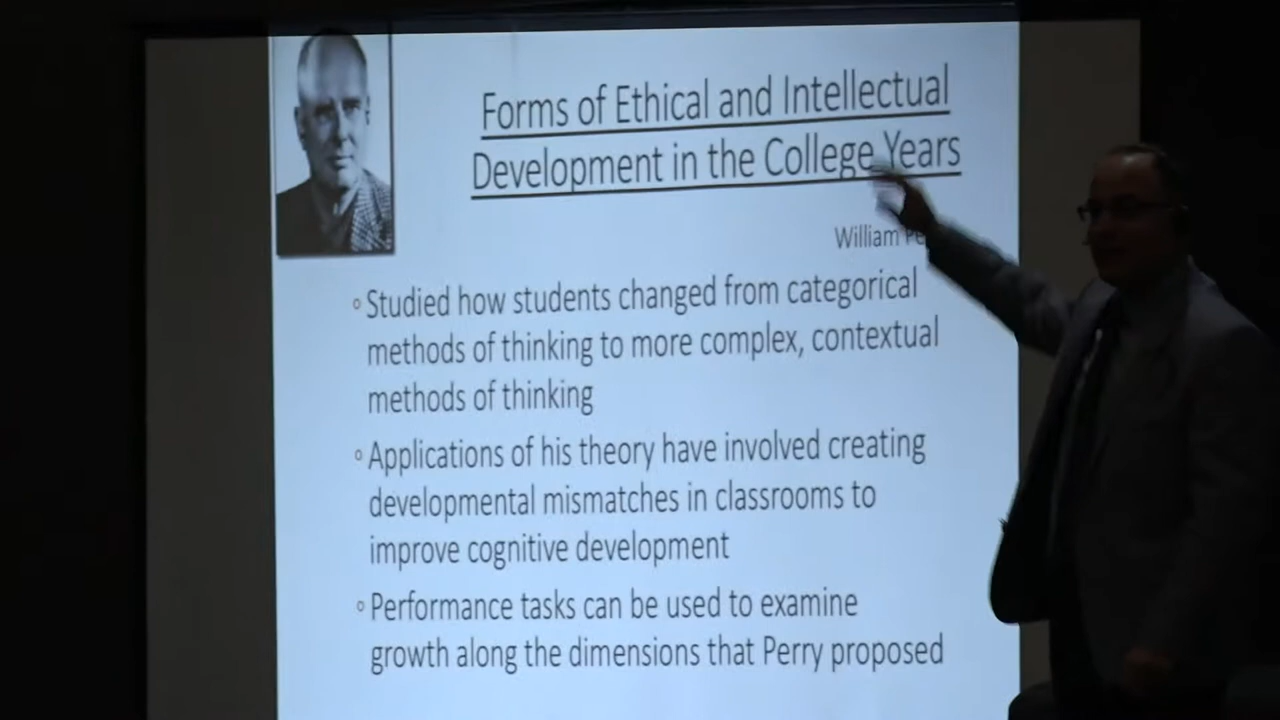 Forms of Ethical and Intellectual
Development in the College Years
William
◦ Studied how students changed from categorical
methods of thinking to more complex, contextual
methods of thinking
◦ Applications of his theory have involved creating
developmental mismatches in classrooms to
improve cognitive development
◦ Performance tasks can be used to examine
growth along the dimensions that Perry proposed